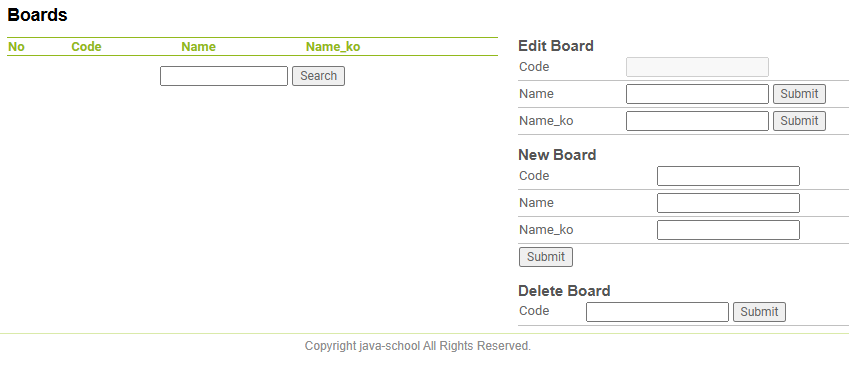 Boards
No Code Name Name_ko
Search
Edit Board
Code
Name Submit
Name_ko Submit
New Board
Code
Name
Name_ko
Submit
Delete Board
Code Submit
Copyright java-school All Rights Reserved.